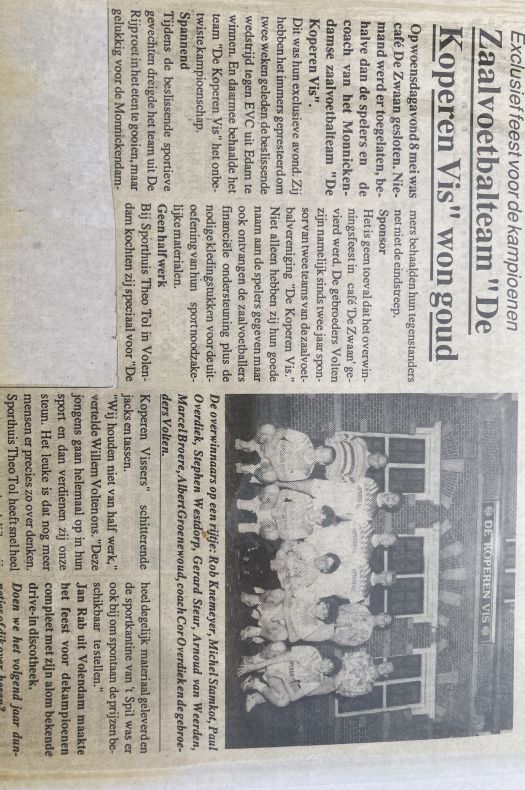 Exclusief feest voor de kampioenen
Zaalvoetbalteam "De
Koperen Vis" won goud
Op woensdagavond 8 mei was
café De Zwaan gesloten. Nie-
mand werd er toegelaten, be-
halve dan de spelers en de
coach van het Monnicken-
damse zaalvoetbalteam "De
Koperen Vis".
Dit was hun exclusieve avond. Zij
hebben het immers gepresteerd om
twee weken geleden de beslissende
wedstrijd tegen EVC uit Edam te
winnen. En daarmee behaalde het
team "De Koperen Vis" het onbe-
twiste kampioenschap.
Spannend
Tijdens de beslissende sportieve
gevechten dreigde het team uit De
Rijp roet in het eten te gooien, maar
gelukkig voor de Monnickendam-
mers behaalden hun tegenstanders
net niet de eindstreep.
Sponsor
Het is geen toeval dat het overwin-
ningsfeest in café 'De Zwaan' ge-
vierd werd. De gebroeders Volten
zijn namelijk sinds twee jaar spon-
sor van twee teams van de zaalvoet-
balvereniging "De Koperen Vis."
Niet alleen hebben zij hun goede
naam aan de spelers gegeven maar
ook ontvangen de zaalvoetballers
financiële ondersteuning plus de
nodige kledingstukken voor de uit-
oefening van hun sportnoodzake-
lijke materialen.
Geen half werk
Bij Sporthuis Theo Tol in Volen-
dam kochten zij speciaal voor "De
DE KOPEREN VIS
De overwinnaars op een rijtje: Rob Knemeyer, Michel Stamkot, Paul
Overdiek, Stephen Westdorp, Gerard Steur, Arnoud van Weerden,
Marcel Broere, Albert Groenewoud, coach Cor Overdiek en de gebroe-
ders Volten.
Koperen Vissers" schitterende
jacks en tassen.
"Wij houden niet van half werk,"
vertelde Willem Volten ons. "Deze
jongens gaan helemaal op in hun
sport en dan verdienen zij onze
steun. Het leuke is dat nog meer
mensen er precies zo over denken.
Sporthuis Theo Tol heeft snel heel
heel degelijk materiaal geleverd en
de sportkantine van 't Spil was er
ook bij om spontaan de prijzen be-
schikbaar te stellen."
Jan Rab uit Volendam maakte
het feest voor de kampioenen
compleet met zijn alom bekende
drive-in discotheek.
Doen we het volgend jaar dun-